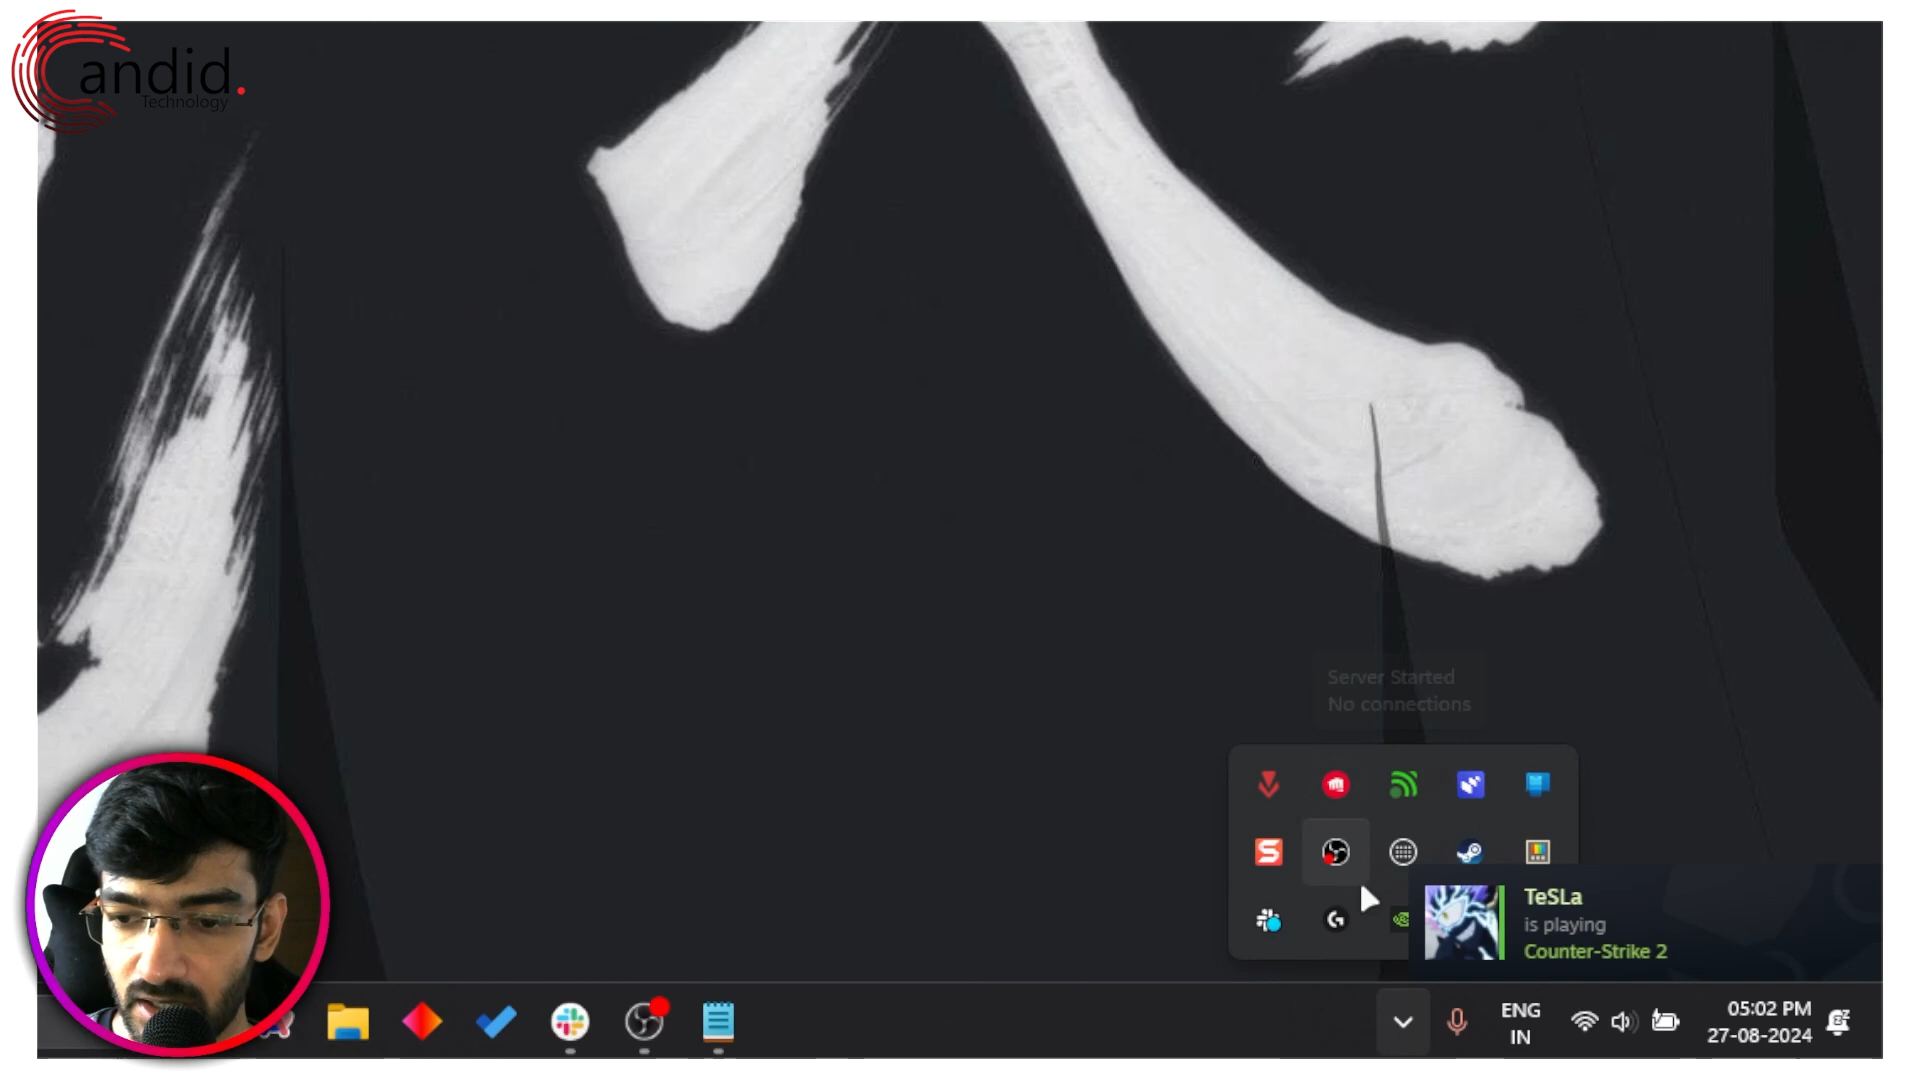 Candid.
Technology
Server Started
No connections
TeSLa
is playing
Counter-Strike 2
ENG
IN
05:02 PM
27-08-2024